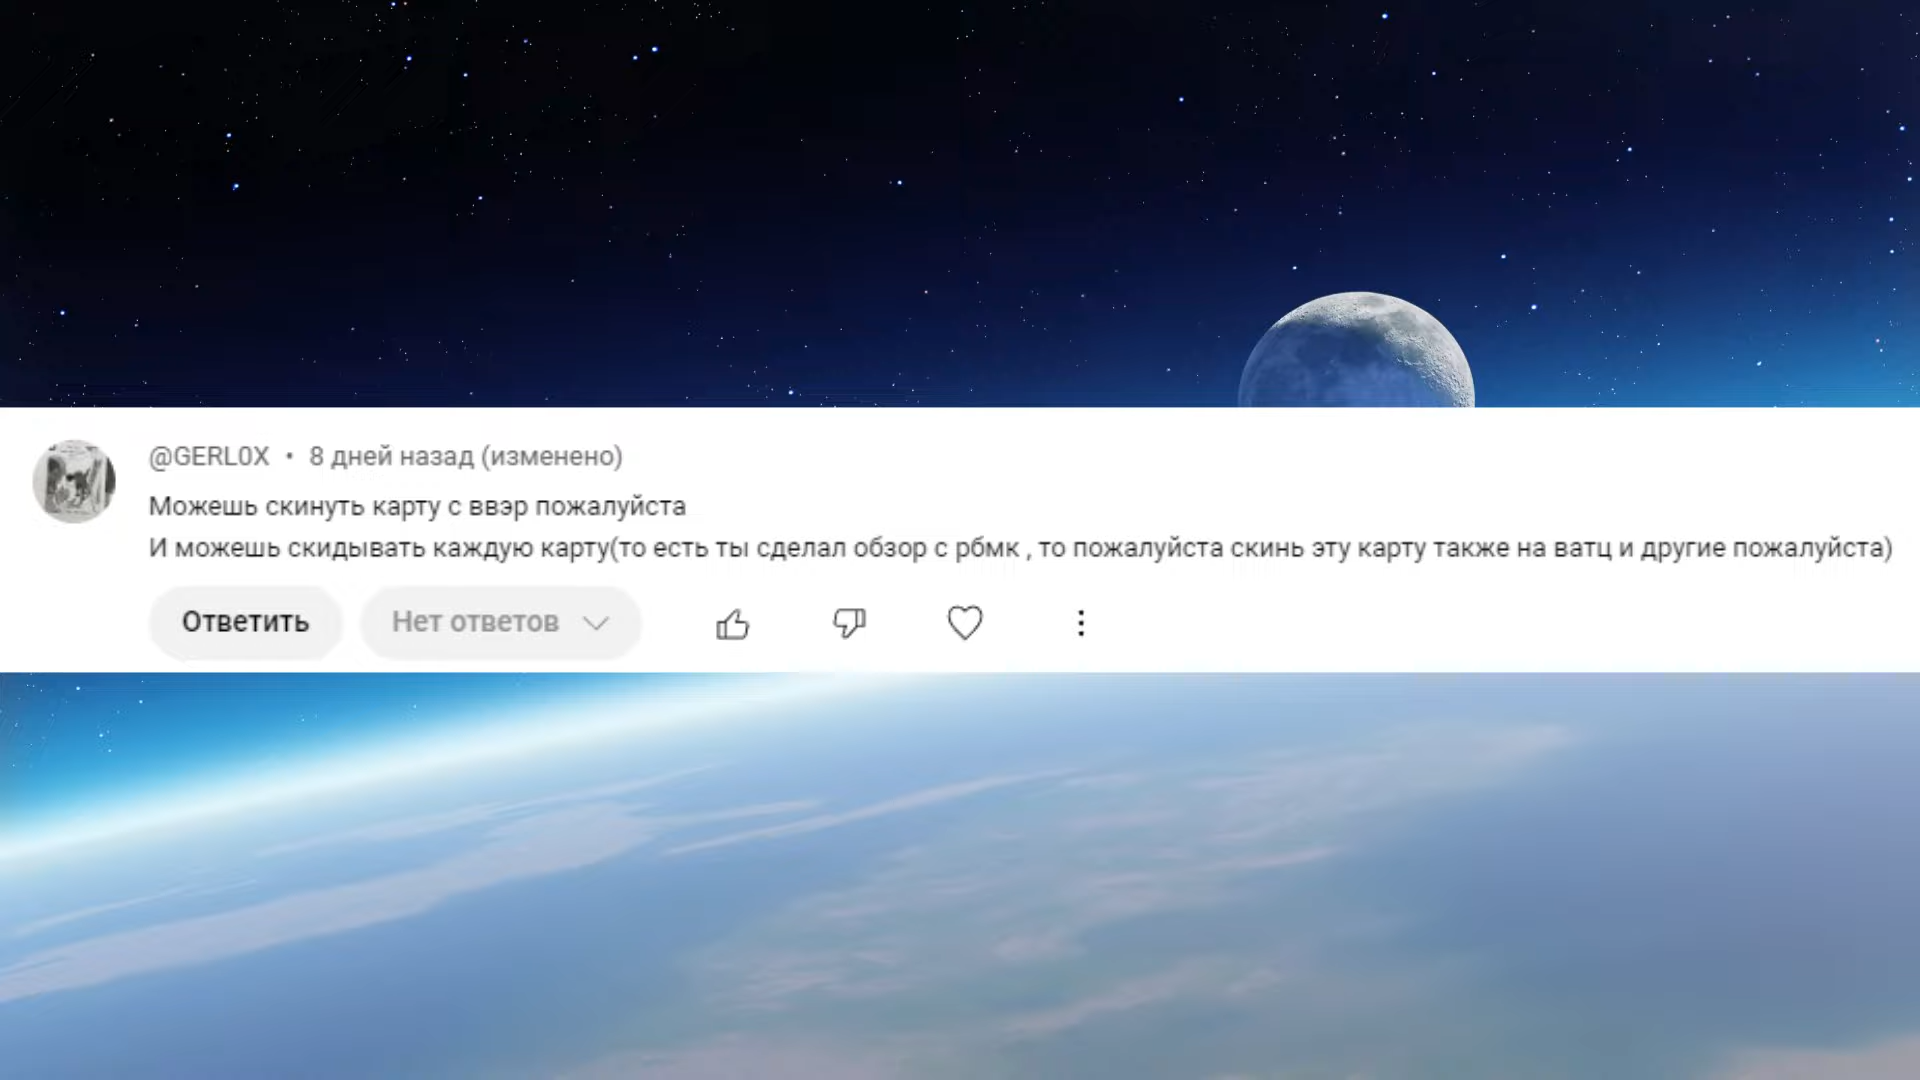 @GERL0X • 8 дней назад (изменено)
Можешь скинуть карту с ввэр пожалуйста
И можешь скидывать каждую карту(то есть ты сделал обзор с рбмк , то пожалуйста скинь эту карту также на ватц и другие пожалуйста)
Ответить Нет ответов